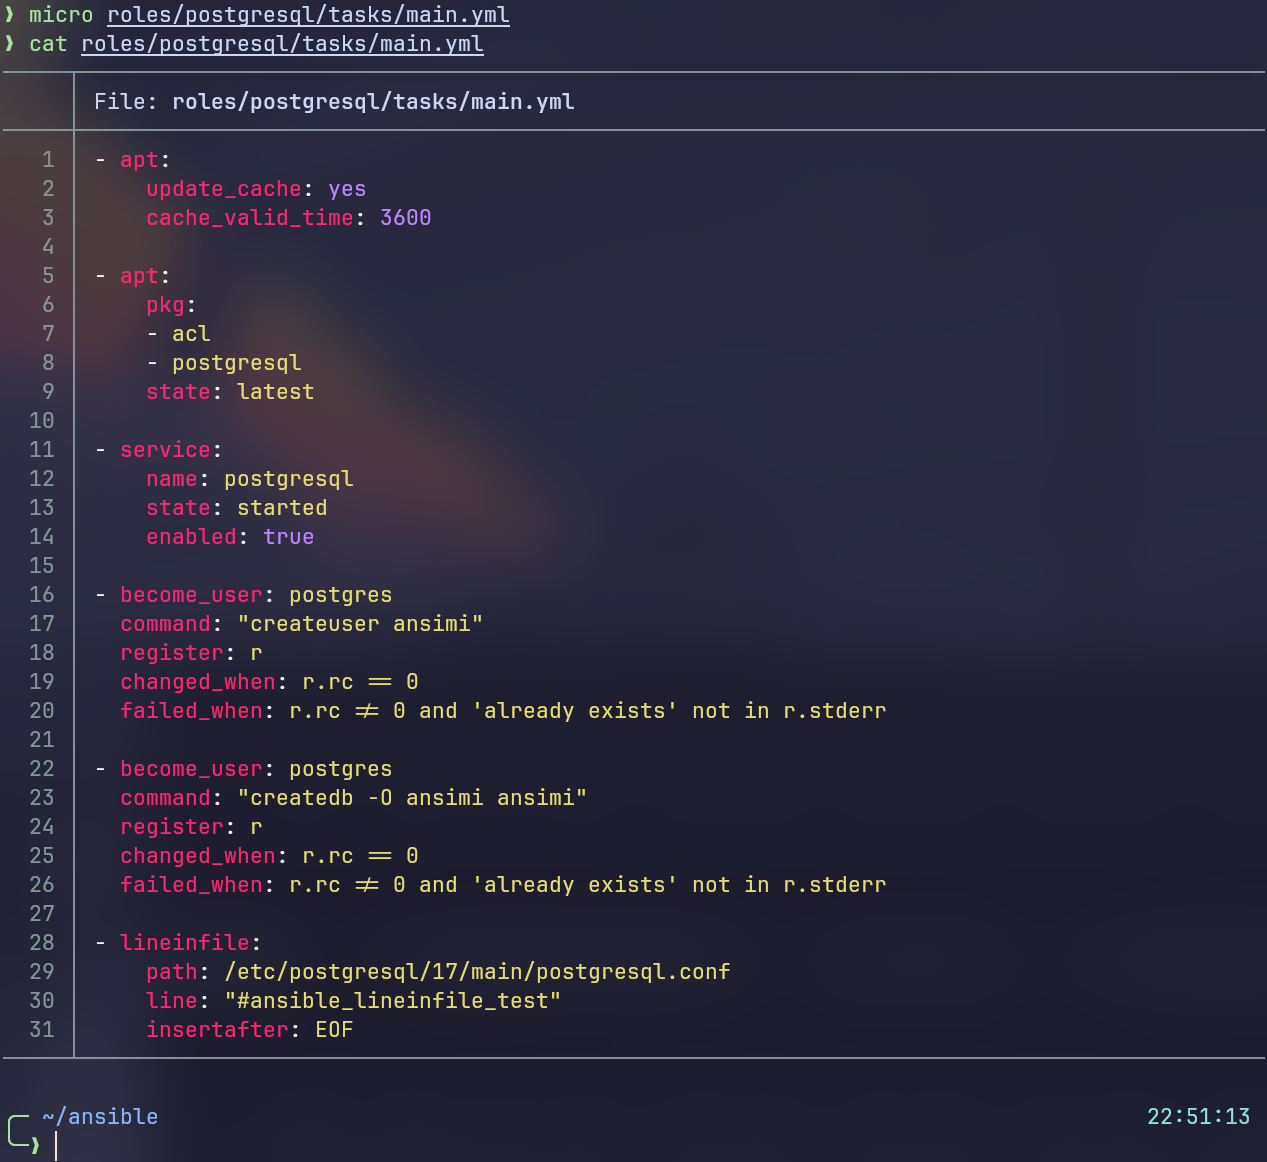 ❯ micro roles/postgresql/tasks/main.yml
❯ cat roles/postgresql/tasks/main.yml
File: roles/postgresql/tasks/main.yml
1 - apt:
2     update_cache: yes
3     cache_valid_time: 3600
4
5 - apt:
6     pkg:
7     - acl
8     - postgresql
9     state: latest
10
11 - service:
12     name: postgresql
13     state: started
14     enabled: true
15
16 - become_user: postgres
17   command: "createuser ansimi"
18   register: r
19   changed_when: r.rc == 0
20   failed_when: r.rc != 0 and 'already exists' not in r.stderr
21
22 - become_user: postgres
23   command: "createdb -O ansimi ansimi"
24   register: r
25   changed_when: r.rc == 0
26   failed_when: r.rc != 0 and 'already exists' not in r.stderr
27
28 - lineinfile:
29     path: /etc/postgresql/17/main/postgresql.conf
30     line: "#ansible_lineinfile_test"
31     insertafter: EOF
~/ansible 22:51:13
❯